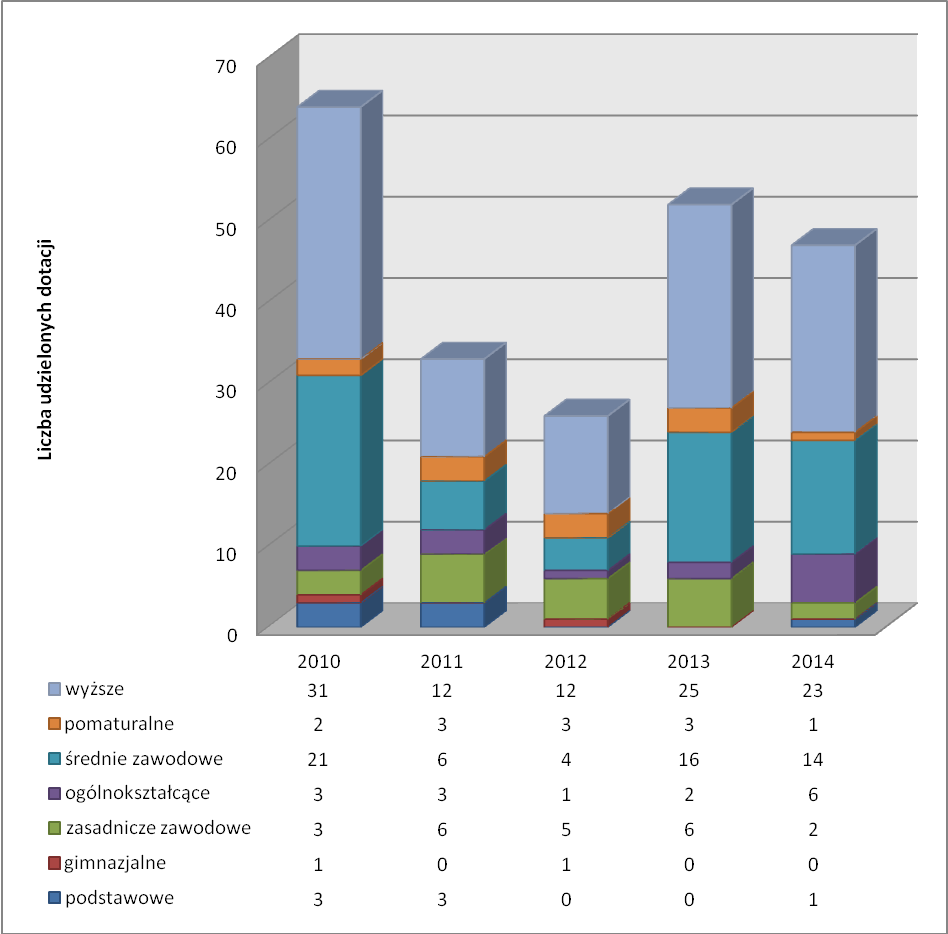 Liczba udzielonych dotacji
70
60
50
40
30
20
10
0
2010 2011 2012 2013 2014
wyższe 31 12 12 25 23
pomaturalne 2 3 3 3 1
średnie zawodowe 21 6 4 16 14
ogólnokształcące 3 3 1 2 6
zasadnicze zawodowe 3 6 5 6 2
gimnazjalne 1 0 1 0 0
podstawowe 3 3 0 0 1